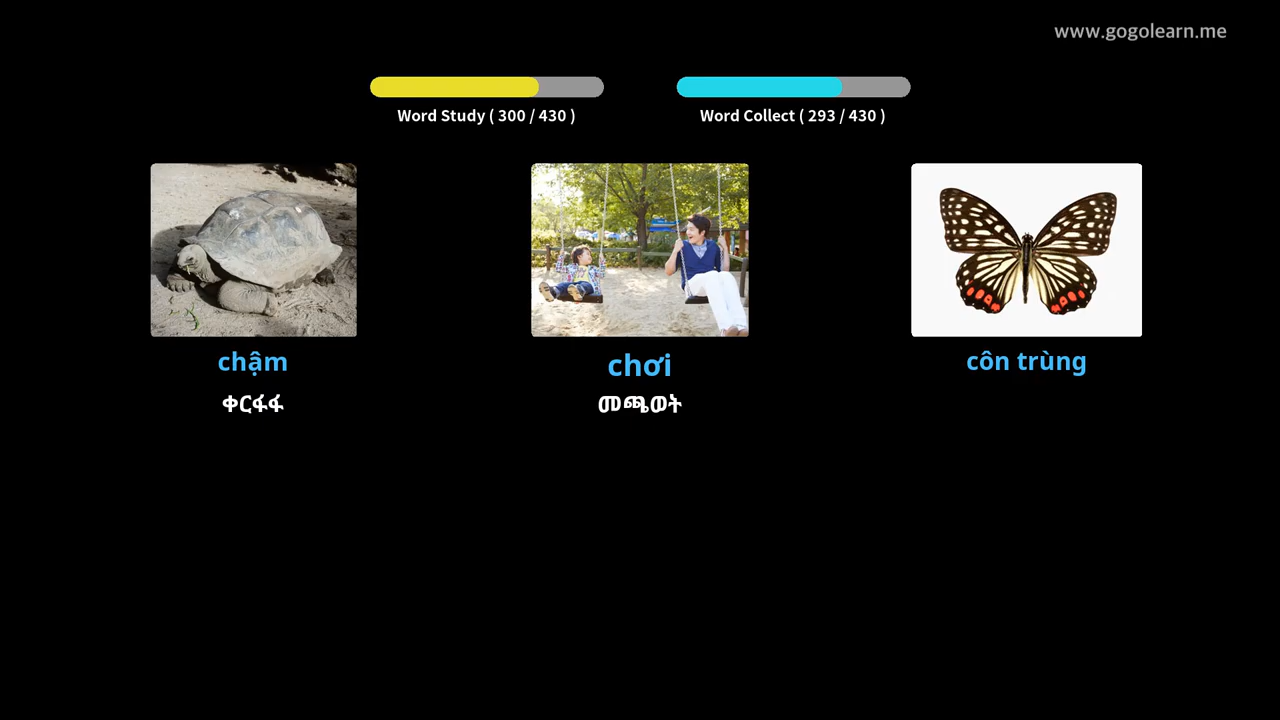 www.gogolearn.me
Word Study ( 300 / 430 )
Word Collect ( 293 / 430 )
chậm
ቀርፋፋ
chơi
መጫወት
côn trùng